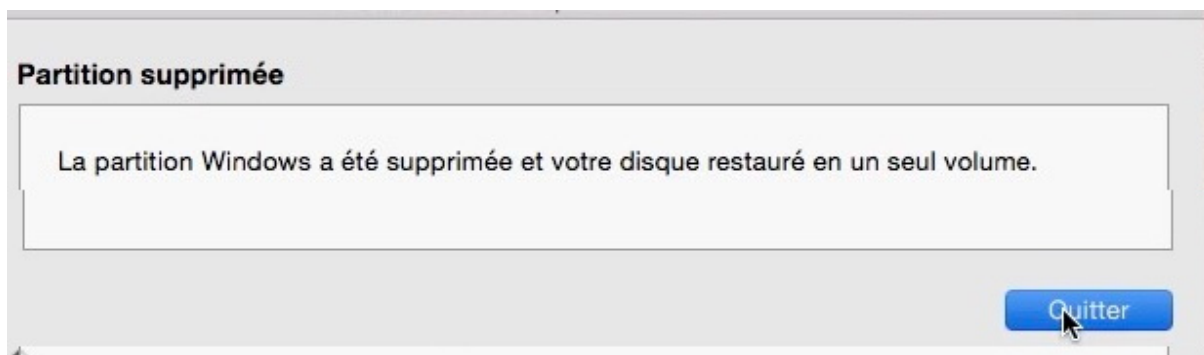 Partition supprimée
La partition Windows a été supprimée et votre disque restauré en un seul volume.
Quitter